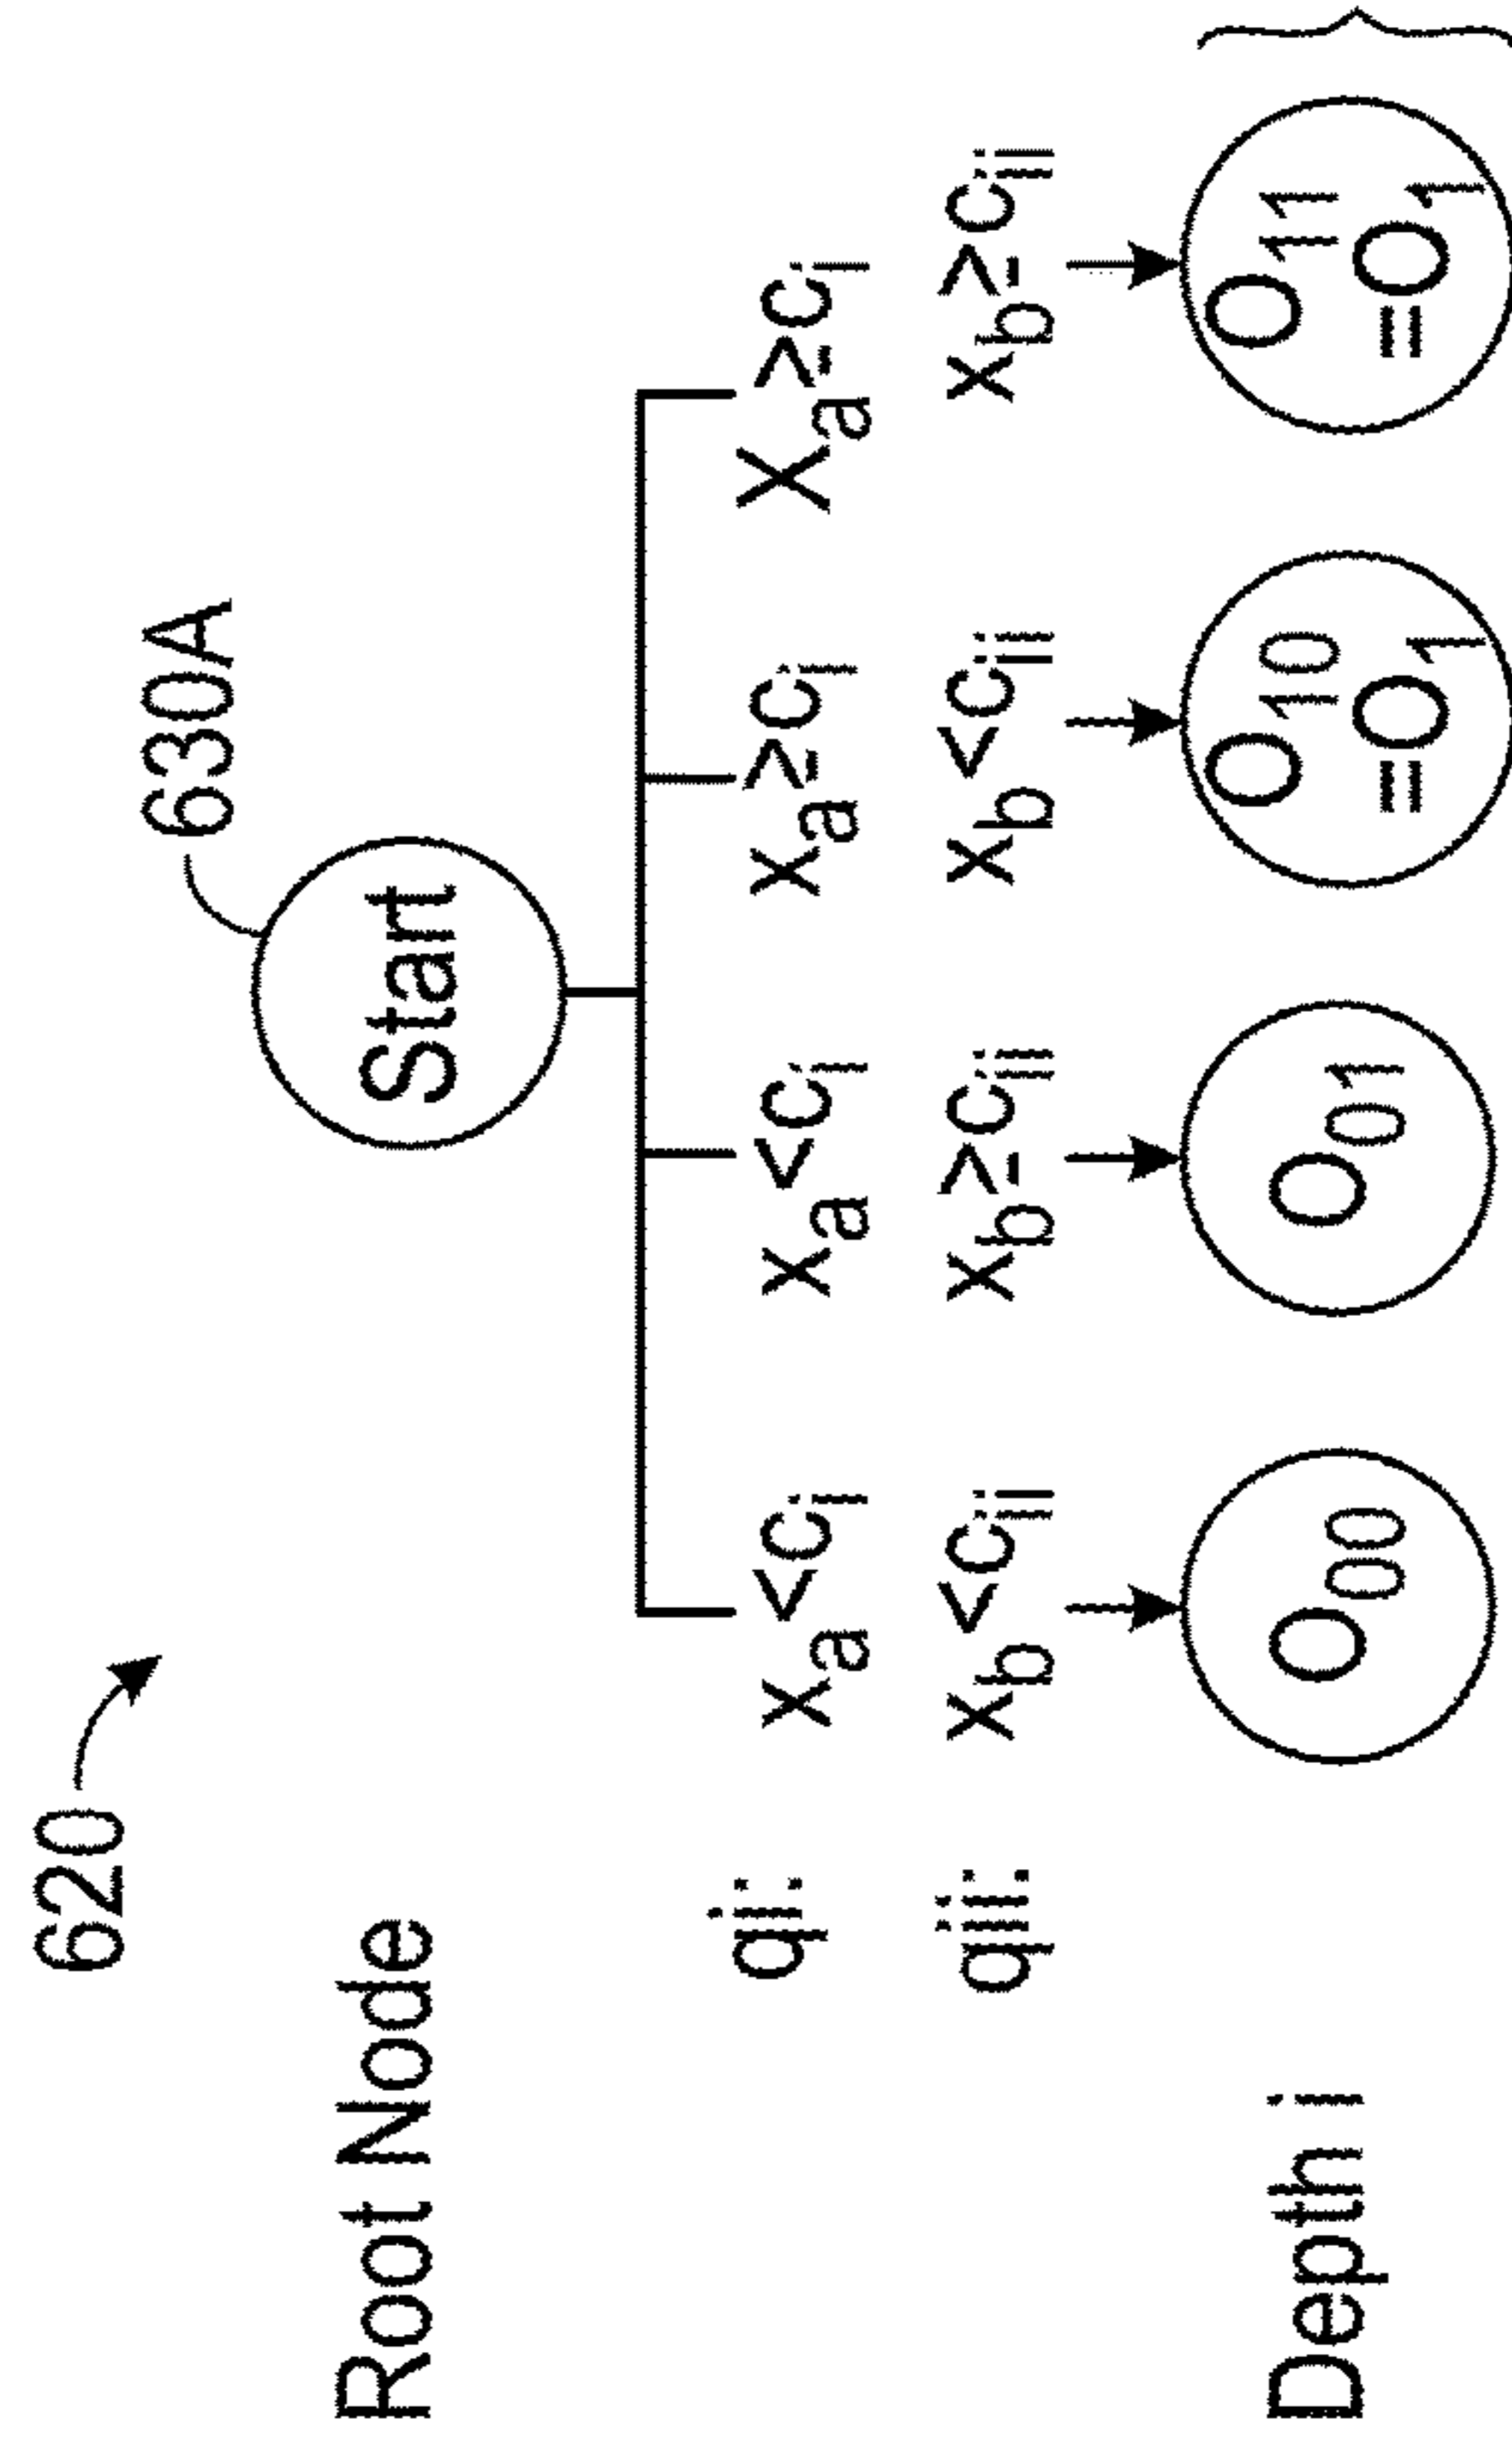 620
630A
Root Node
Start
qi: xa<ci xa<ci xa≥ci Xa≥ci
qii: xb<cii xb≥cii xb<cii xb≥cii
Depth i O00 O01 O10 =O1 O11 =O1